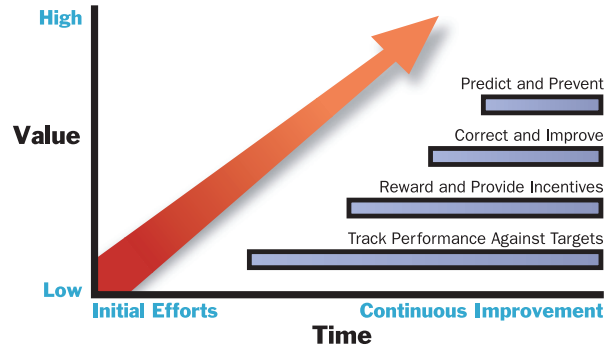 High
Predict and Prevent
Value
Correct and Improve
Reward and Provide Incentives
Track Performance Against Targets
Low
Initial Efforts
Continuous Improvement
Time